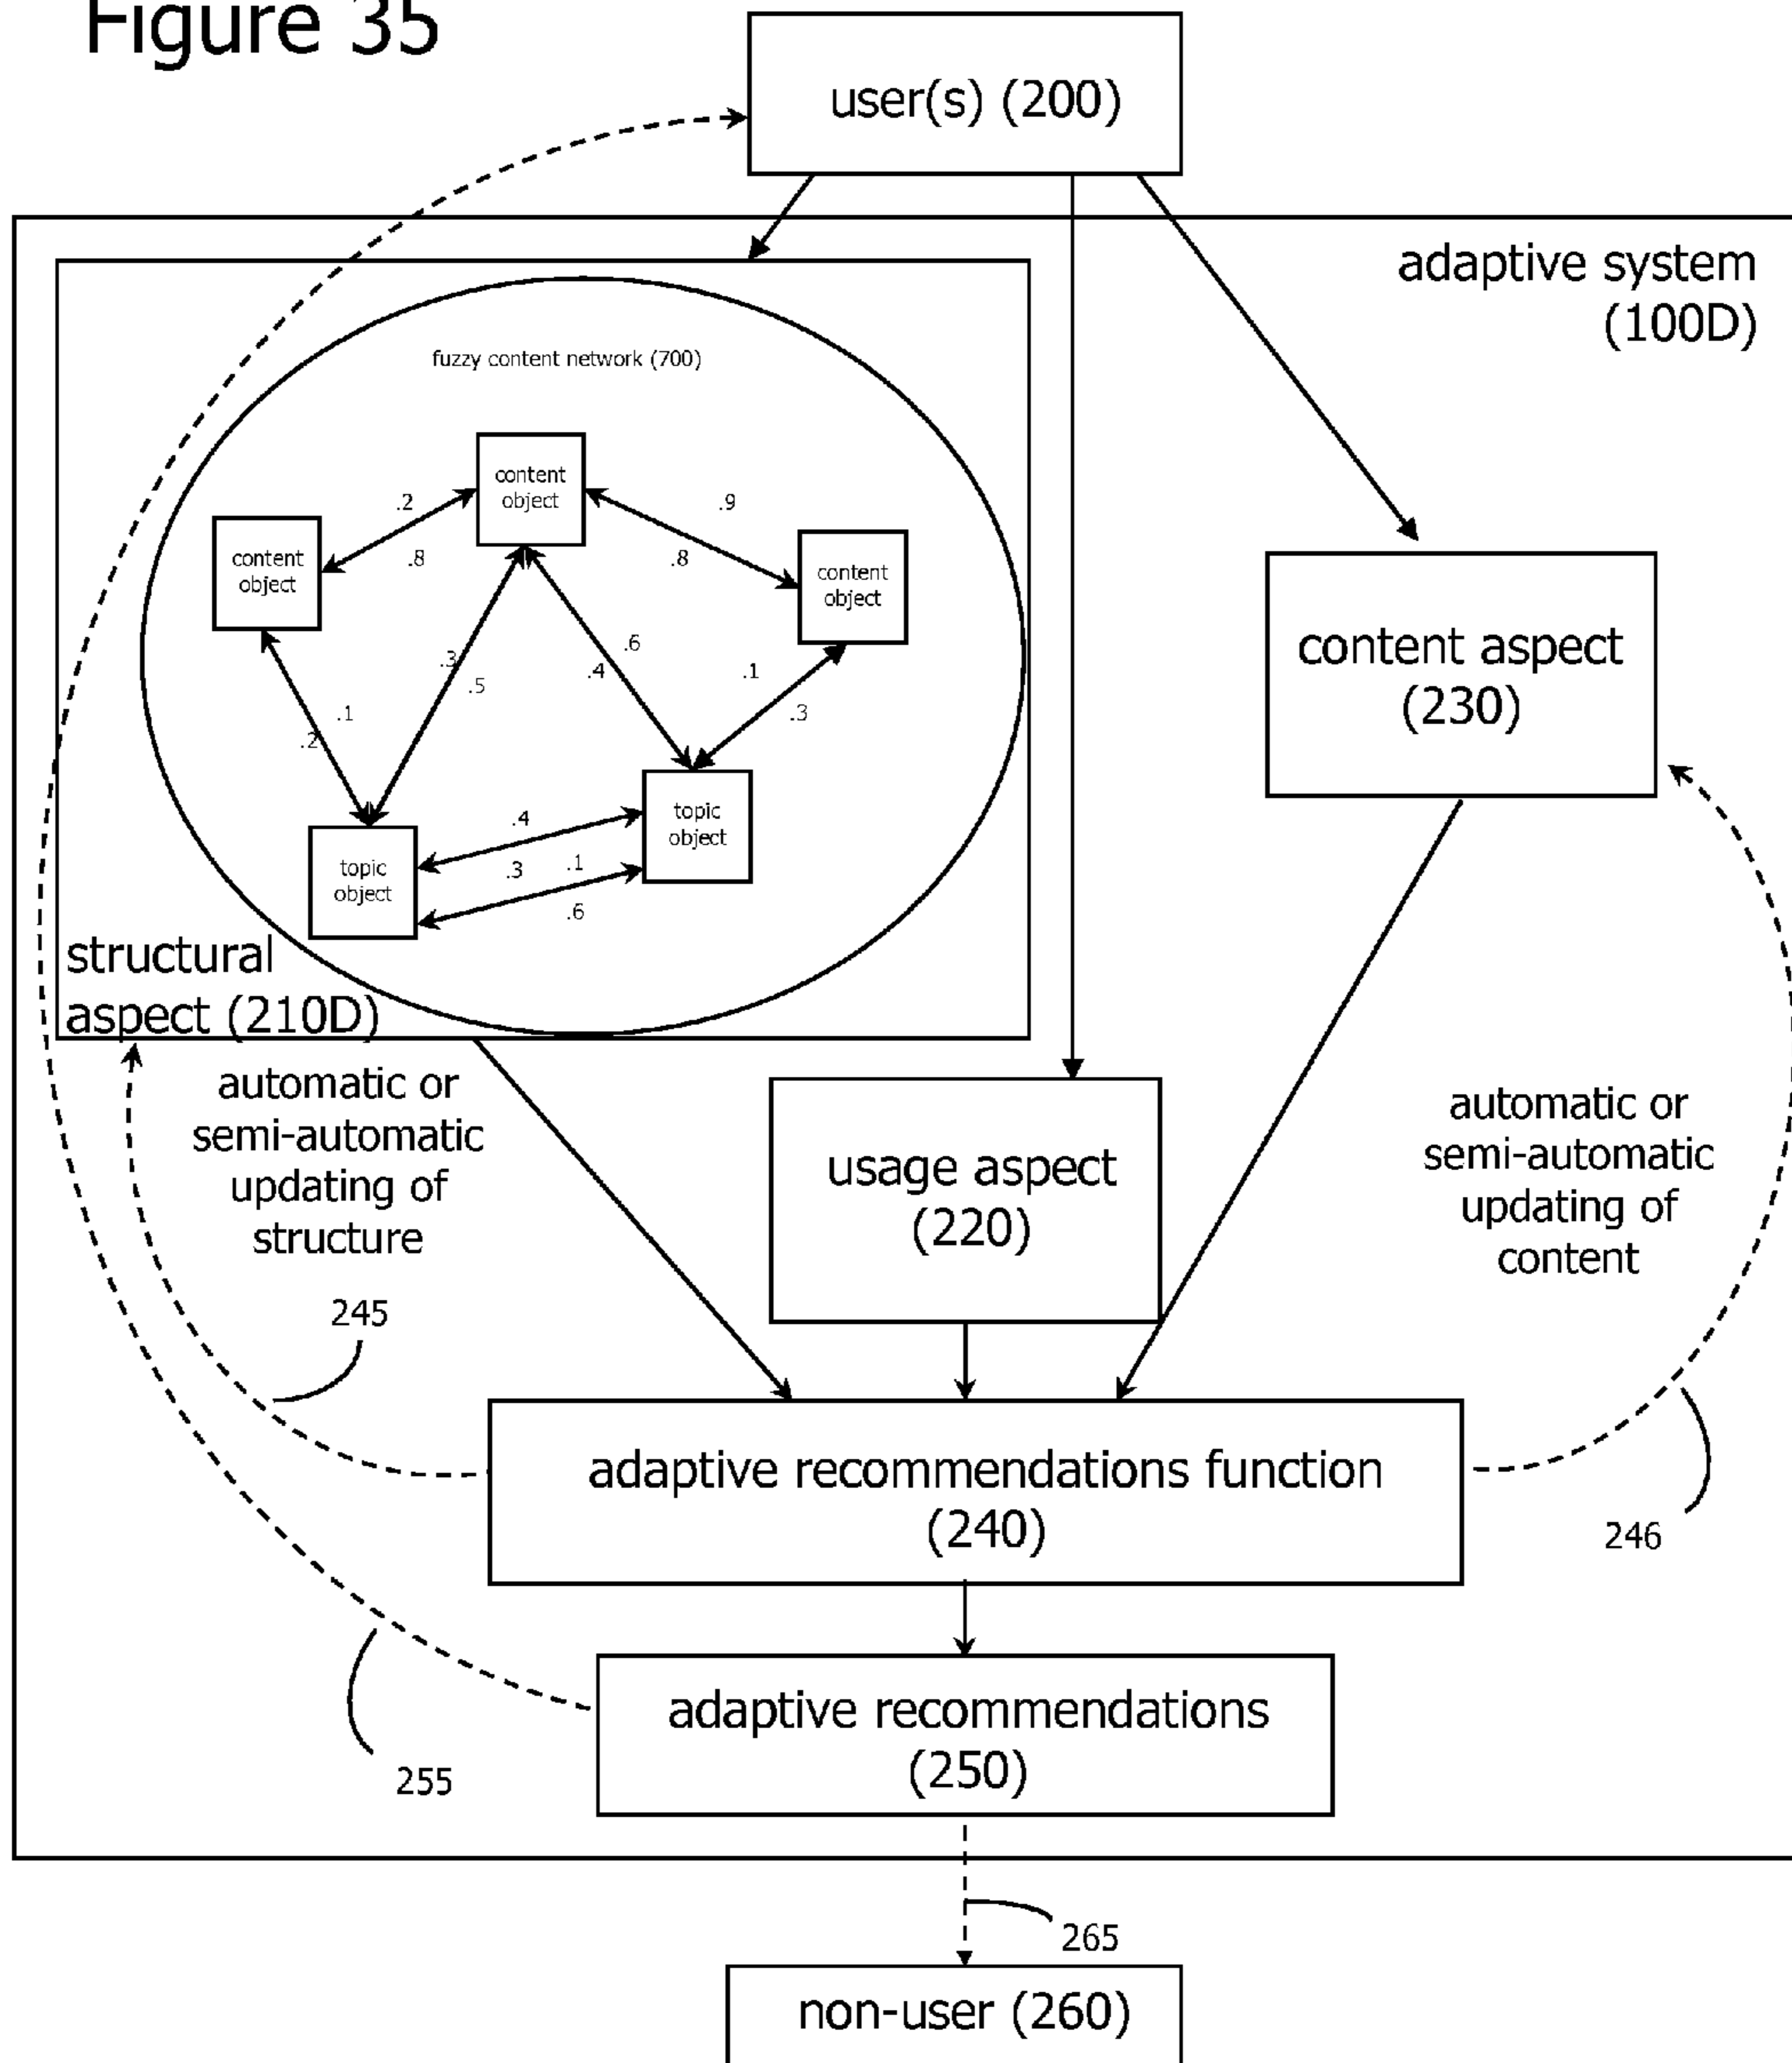 Figure 35
user(s) (200)
adaptive system
(100D)
fuzzy content network (700)
content
object
.2
.9
content
object
.8
.8
content
object
.3
.6
.5
.4
.1
.3
.1
.2
topic
object
.4
.3
.1
.6
topic
object
structural
aspect (210D)
content aspect
(230)
automatic or
semi-automatic
updating of
structure
usage aspect
(220)
automatic or
semi-automatic
updating of
content
245
adaptive recommendations function
(240)
246
adaptive recommendations
(250)
255
265
non-user (260)